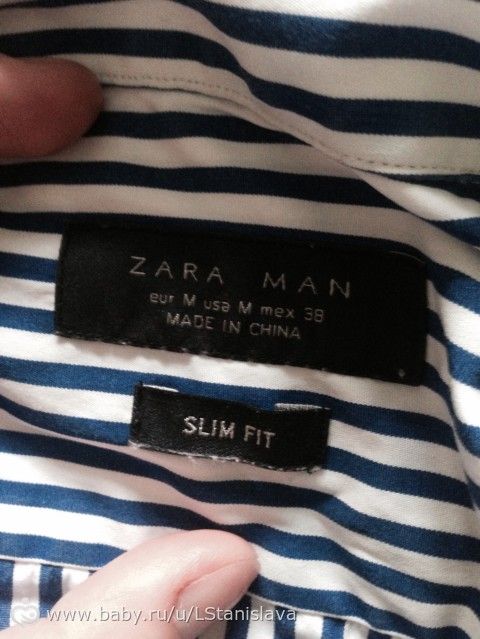 ZARA MAN
eur M usa M mex 38
MADE IN CHINA
SLIM FIT
www.baby.ru/u/LStanislava